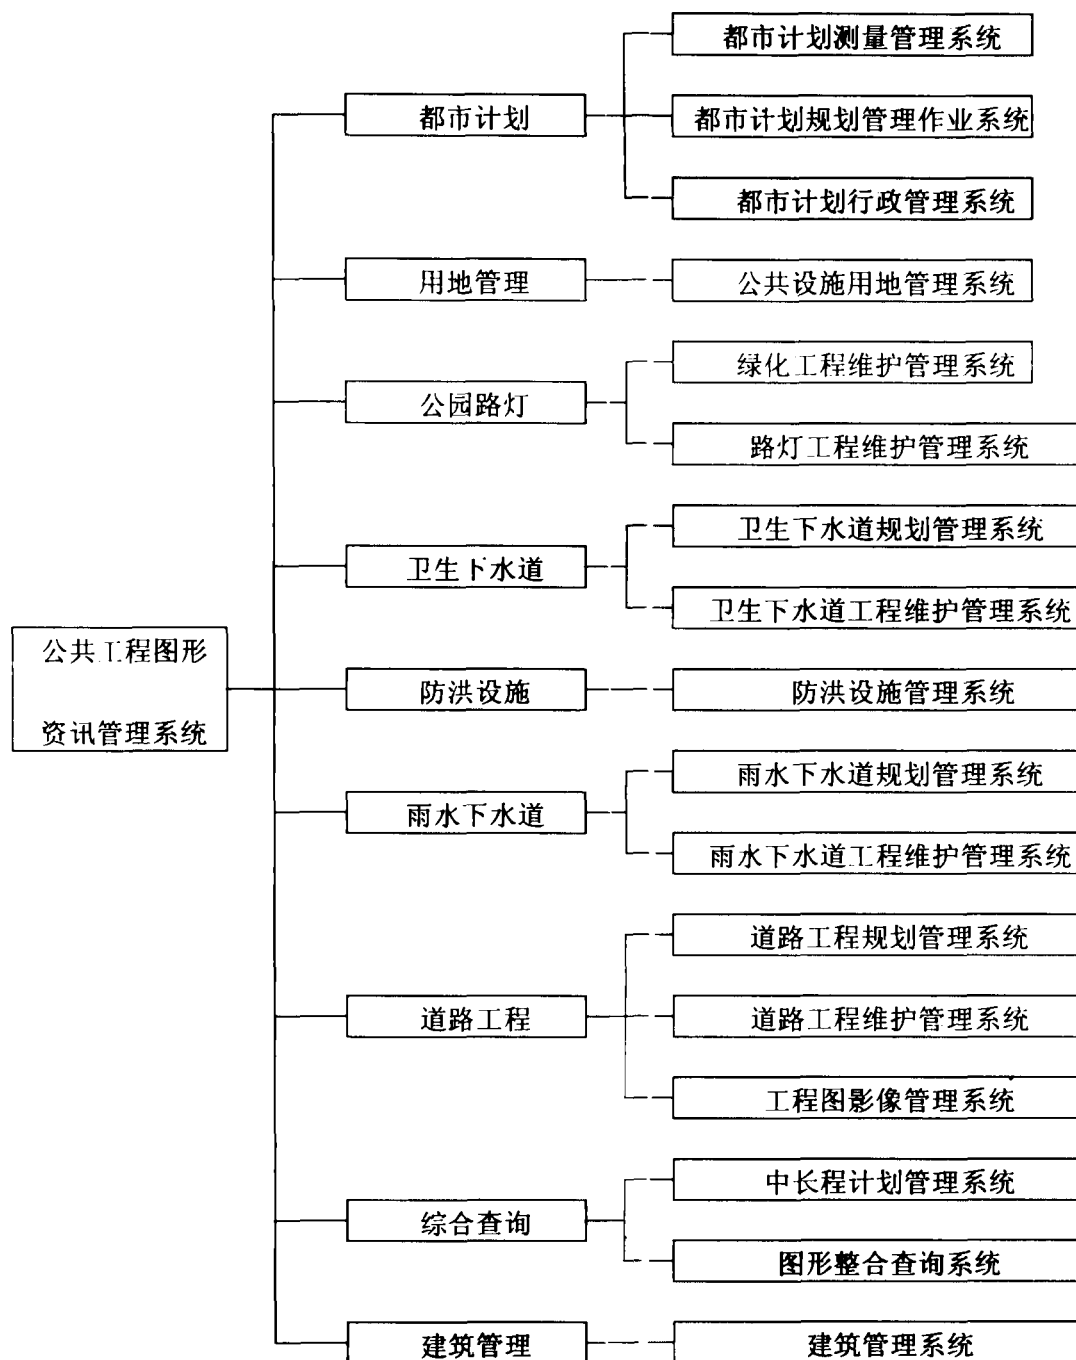 公共工程图形
资讯管理系统
都市计划
都市计划测量管理系统
都市计划规划管理作业系统
都市计划行政管理系统
用地管理
公共设施用地管理系统
公园路灯
绿化工程维护管理系统
路灯工程维护管理系统
卫生下水道
卫生下水道规划管理系统
卫生下水道工程维护管理系统
防洪设施
防洪设施管理系统
雨水下水道
雨水下水道规划管理系统
雨水下水道工程维护管理系统
道路工程
道路工程规划管理系统
道路工程维护管理系统
工程图影像管理系统
综合查询
中长程计划管理系统
图形整合查询系统
建筑管理
建筑管理系统